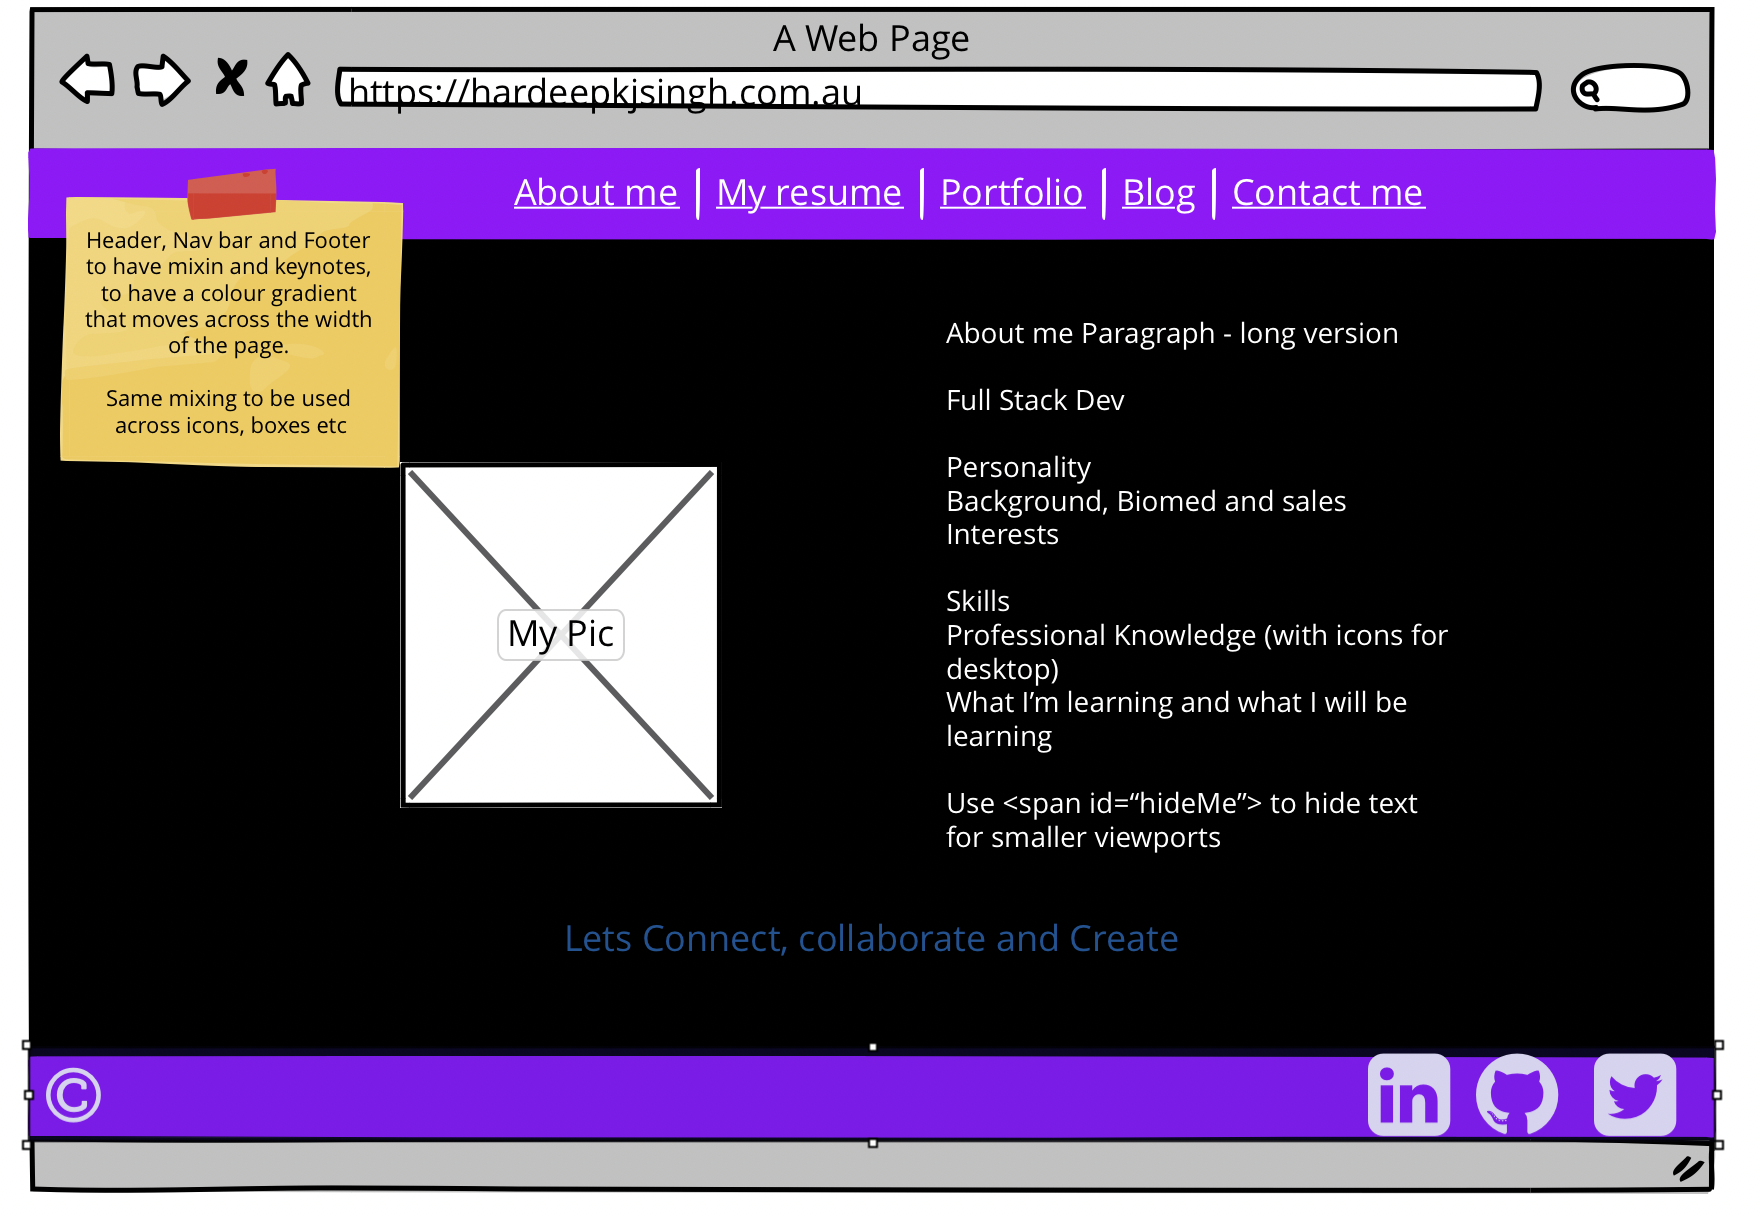 A Web Page
https://hardeepkjsingh.com.au
About me | My resume | Portfolio | Blog | Contact me
Header, Nav bar and Footer
to have mixin and keynotes,
to have a colour gradient
that moves across the width
of the page.
Same mixing to be used
across icons, boxes etc
About me Paragraph - long version
Full Stack Dev
Personality
Background, Biomed and sales
Interests
Skills
Professional Knowledge (with icons for
desktop)
What I’m learning and what I will be
learning
Use <span id=“hideMe”> to hide text
for smaller viewports
My Pic
Lets Connect, collaborate and Create
©
in